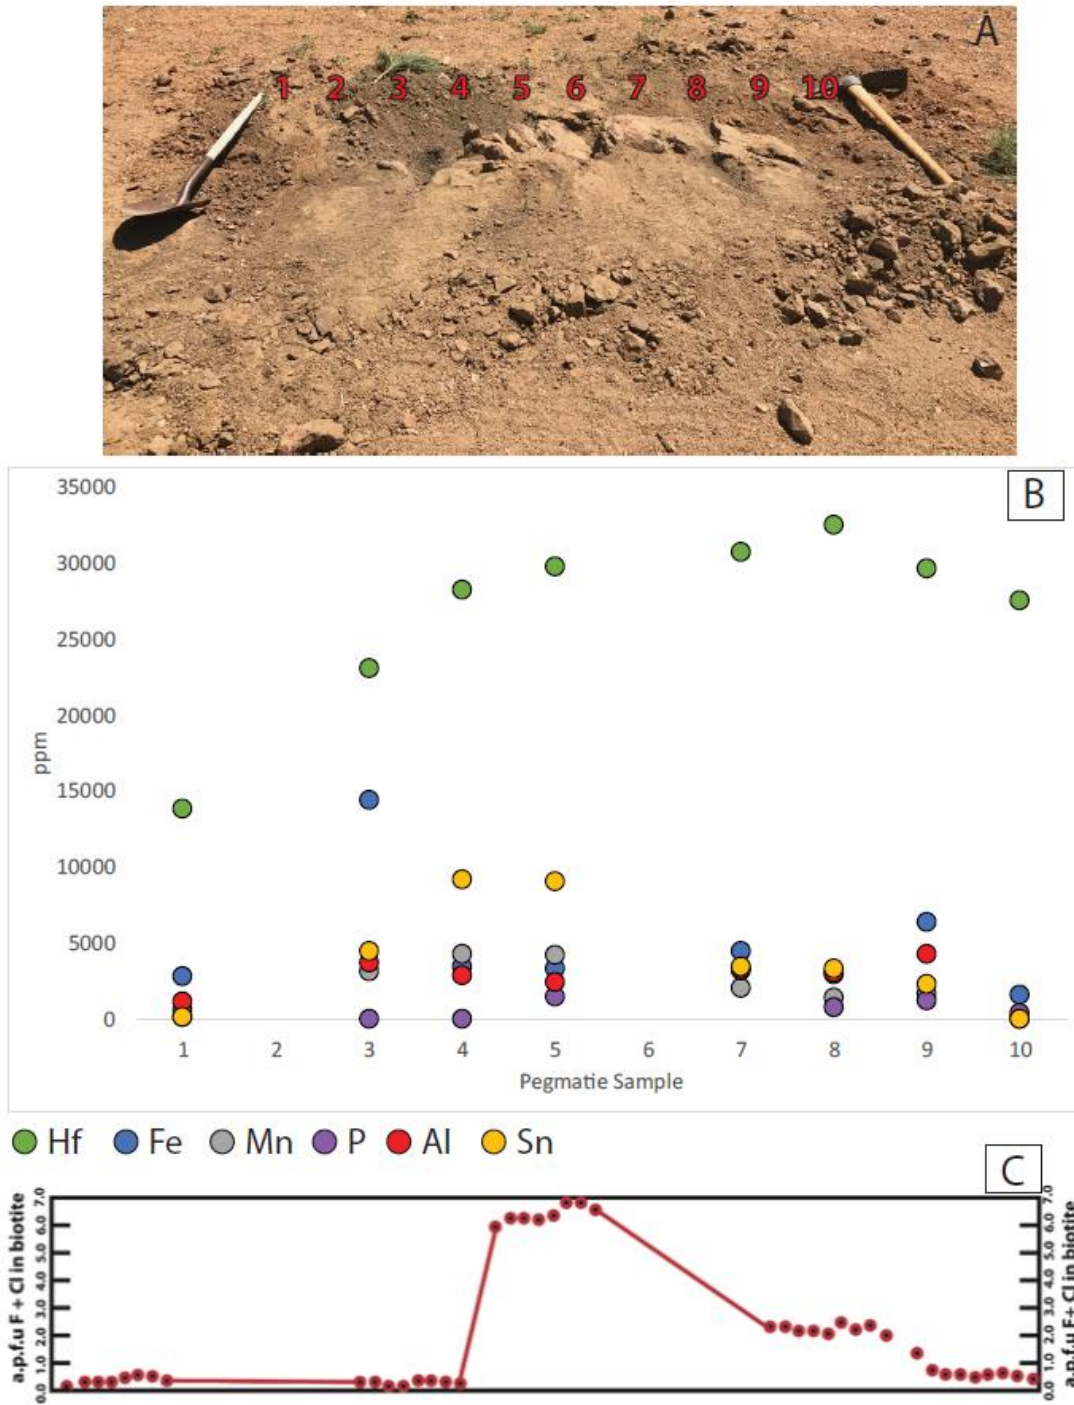 A
1 2 3 4 5 6 7 8 9 10
B
35000
30000
25000
20000
15000
10000
5000
0
ppm
1 2 3 4 5 6 7 8 9 10
Pegmatie Sample
Hf Fe Mn P Al Sn
C
a.p.f.u F + Cl in biotite
0.0 1.0 2.0 3.0 4.0 5.0 6.0 7.0
0.0 1.0 2.0 3.0 4.0 5.0 6.0 7.0
a.p.f.u F+ Cl in biotite